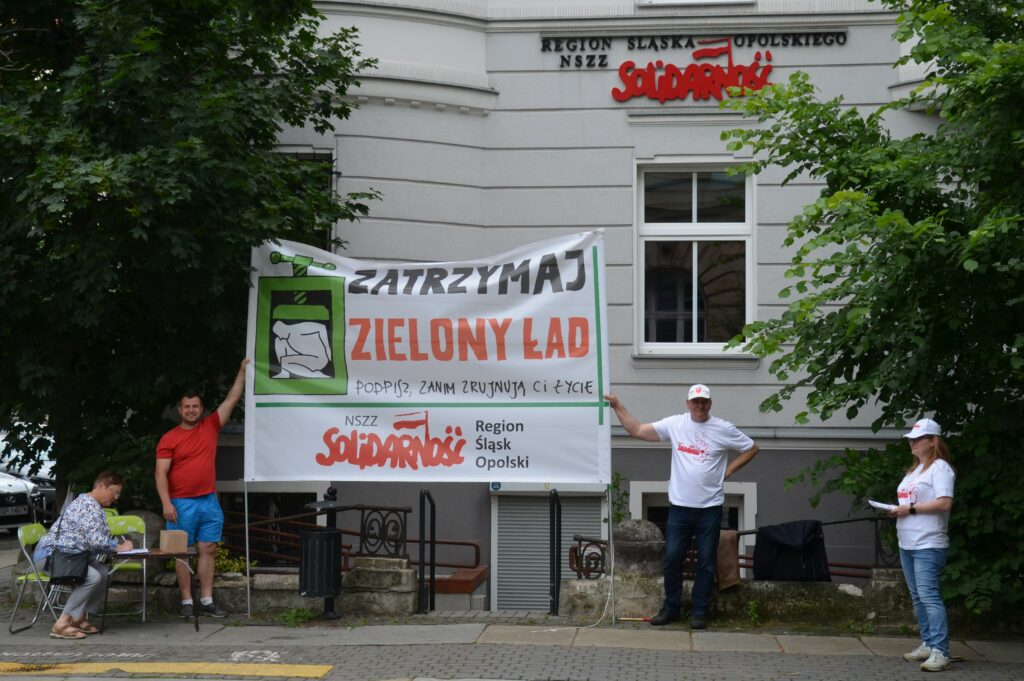 REGION ŚLĄSKA OPOLSKIEGO
NSZZ SOLIDARNOŚĆ
ZATRZYMAJ
ZIELONY ŁAD
PODPISZ, ZANIM ZRUJNUJĄ CI ŻYCIE
NSZZ
SOLIDARNOŚĆ
Region
Śląsk
Opolski